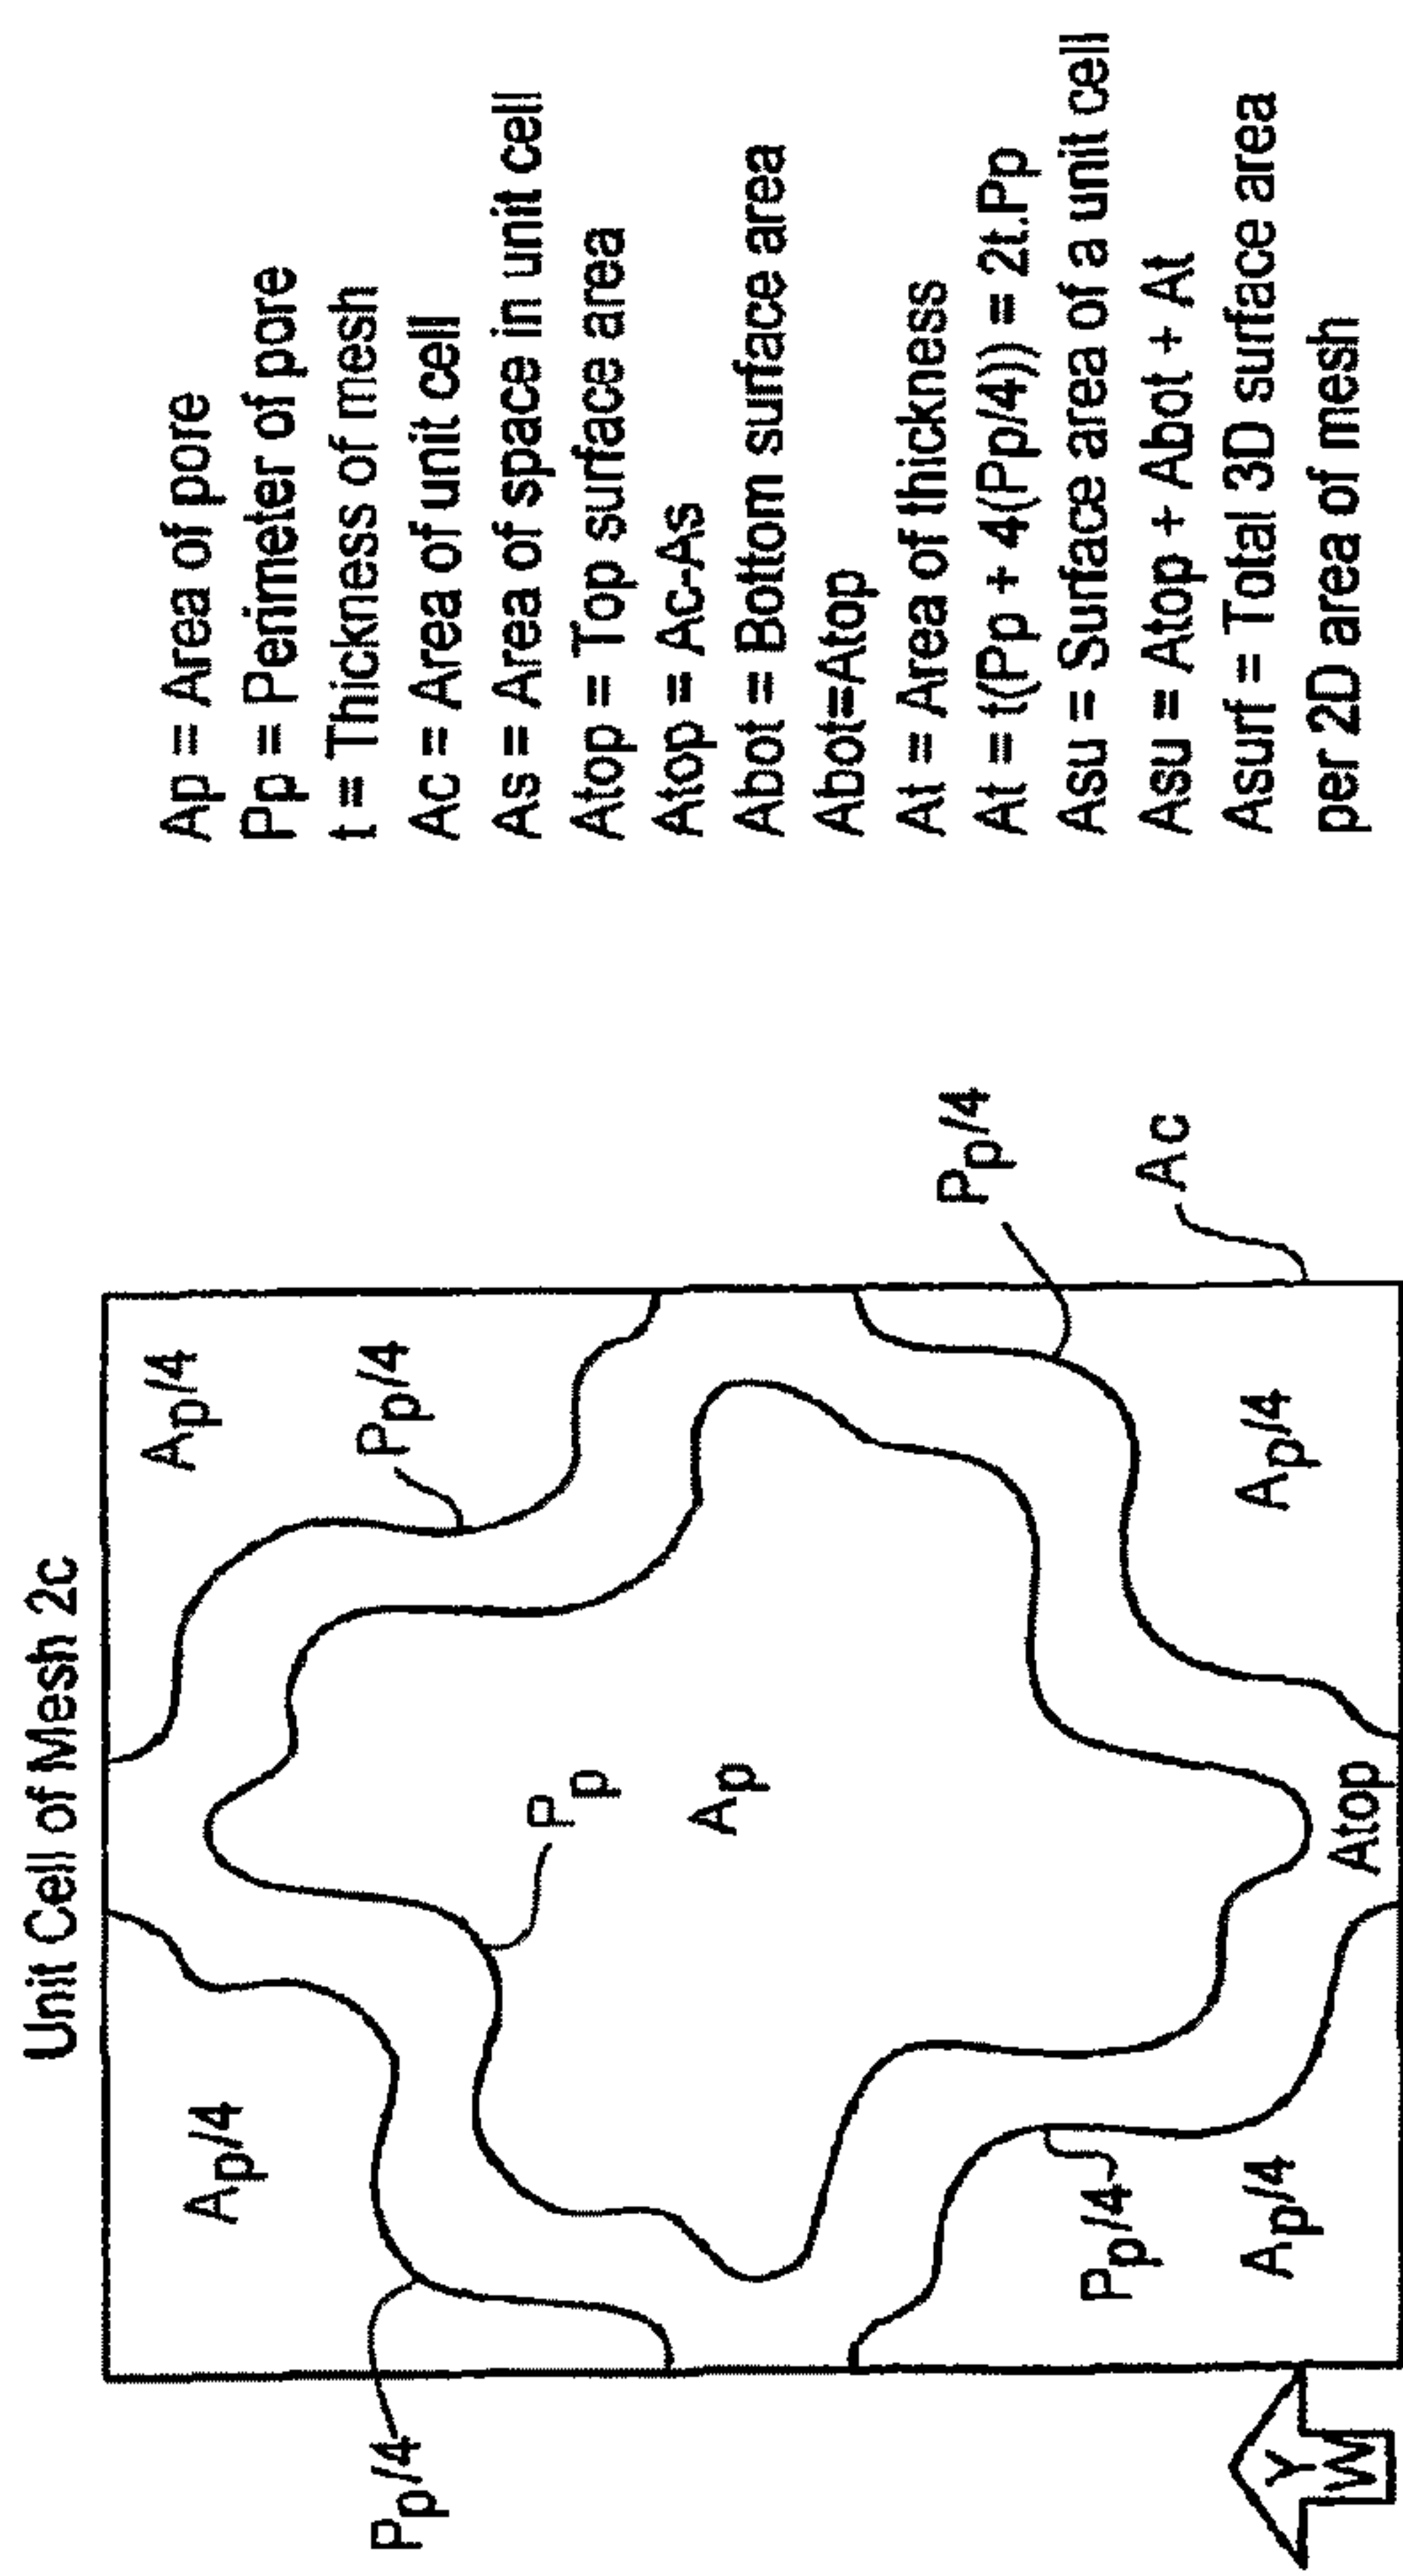 Unit Cell of Mesh 2c
Pp/4
Ap/4
Ap/4
Pp/4
Pp
Ap
Pp/4
Ap/4
Atop
Ap/4
Pp/4
Ac
Y
W
Ap = Area of pore
Pp = Perimeter of pore
t = Thickness of mesh
Ac = Area of unit cell
As = Area of space in unit cell
Atop = Top surface area
Atop = Ac-As
Abot = Bottom surface area
Abot=Atop
At = Area of thickness
At = t(Pp + 4(Pp/4)) = 2t.Pp
Asu = Surface area of a unit cell
Asu = Atop + Abot + At
Asurf = Total 3D surface area
per 2D area of mesh